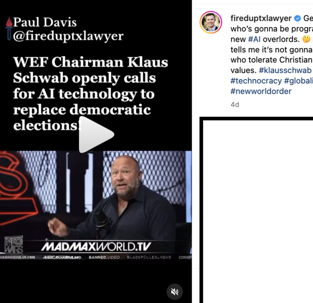 Paul Davis
@fireduptxlawyer
WEF Chairman Klaus
Schwab openly calls
for AI technology to
replace democratic
elections.
MADMAXWORLD.TV
fireduptxlawyer
Ge
who's gonna be progra
new #AI overlords.
tells me it's not gonna
who tolerate Christian
values. #klausschwab
#technocracy #globali
#newworldorder
4d